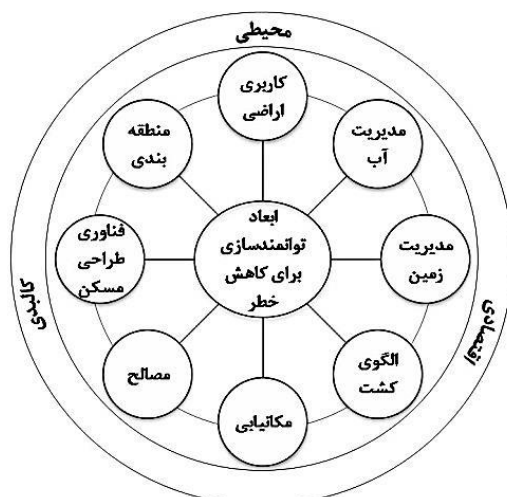 محیطی
کاربری
اراضی
مدیریت
آب
مدیریت
زمین
الگوی
کشت
مکانیابی
مصالح
فناوری
طراحی
مسکن
منطقه
بندی
ابعاد
توانمندسازی
برای کاهش
خطر
اقتصادی
کالبدی